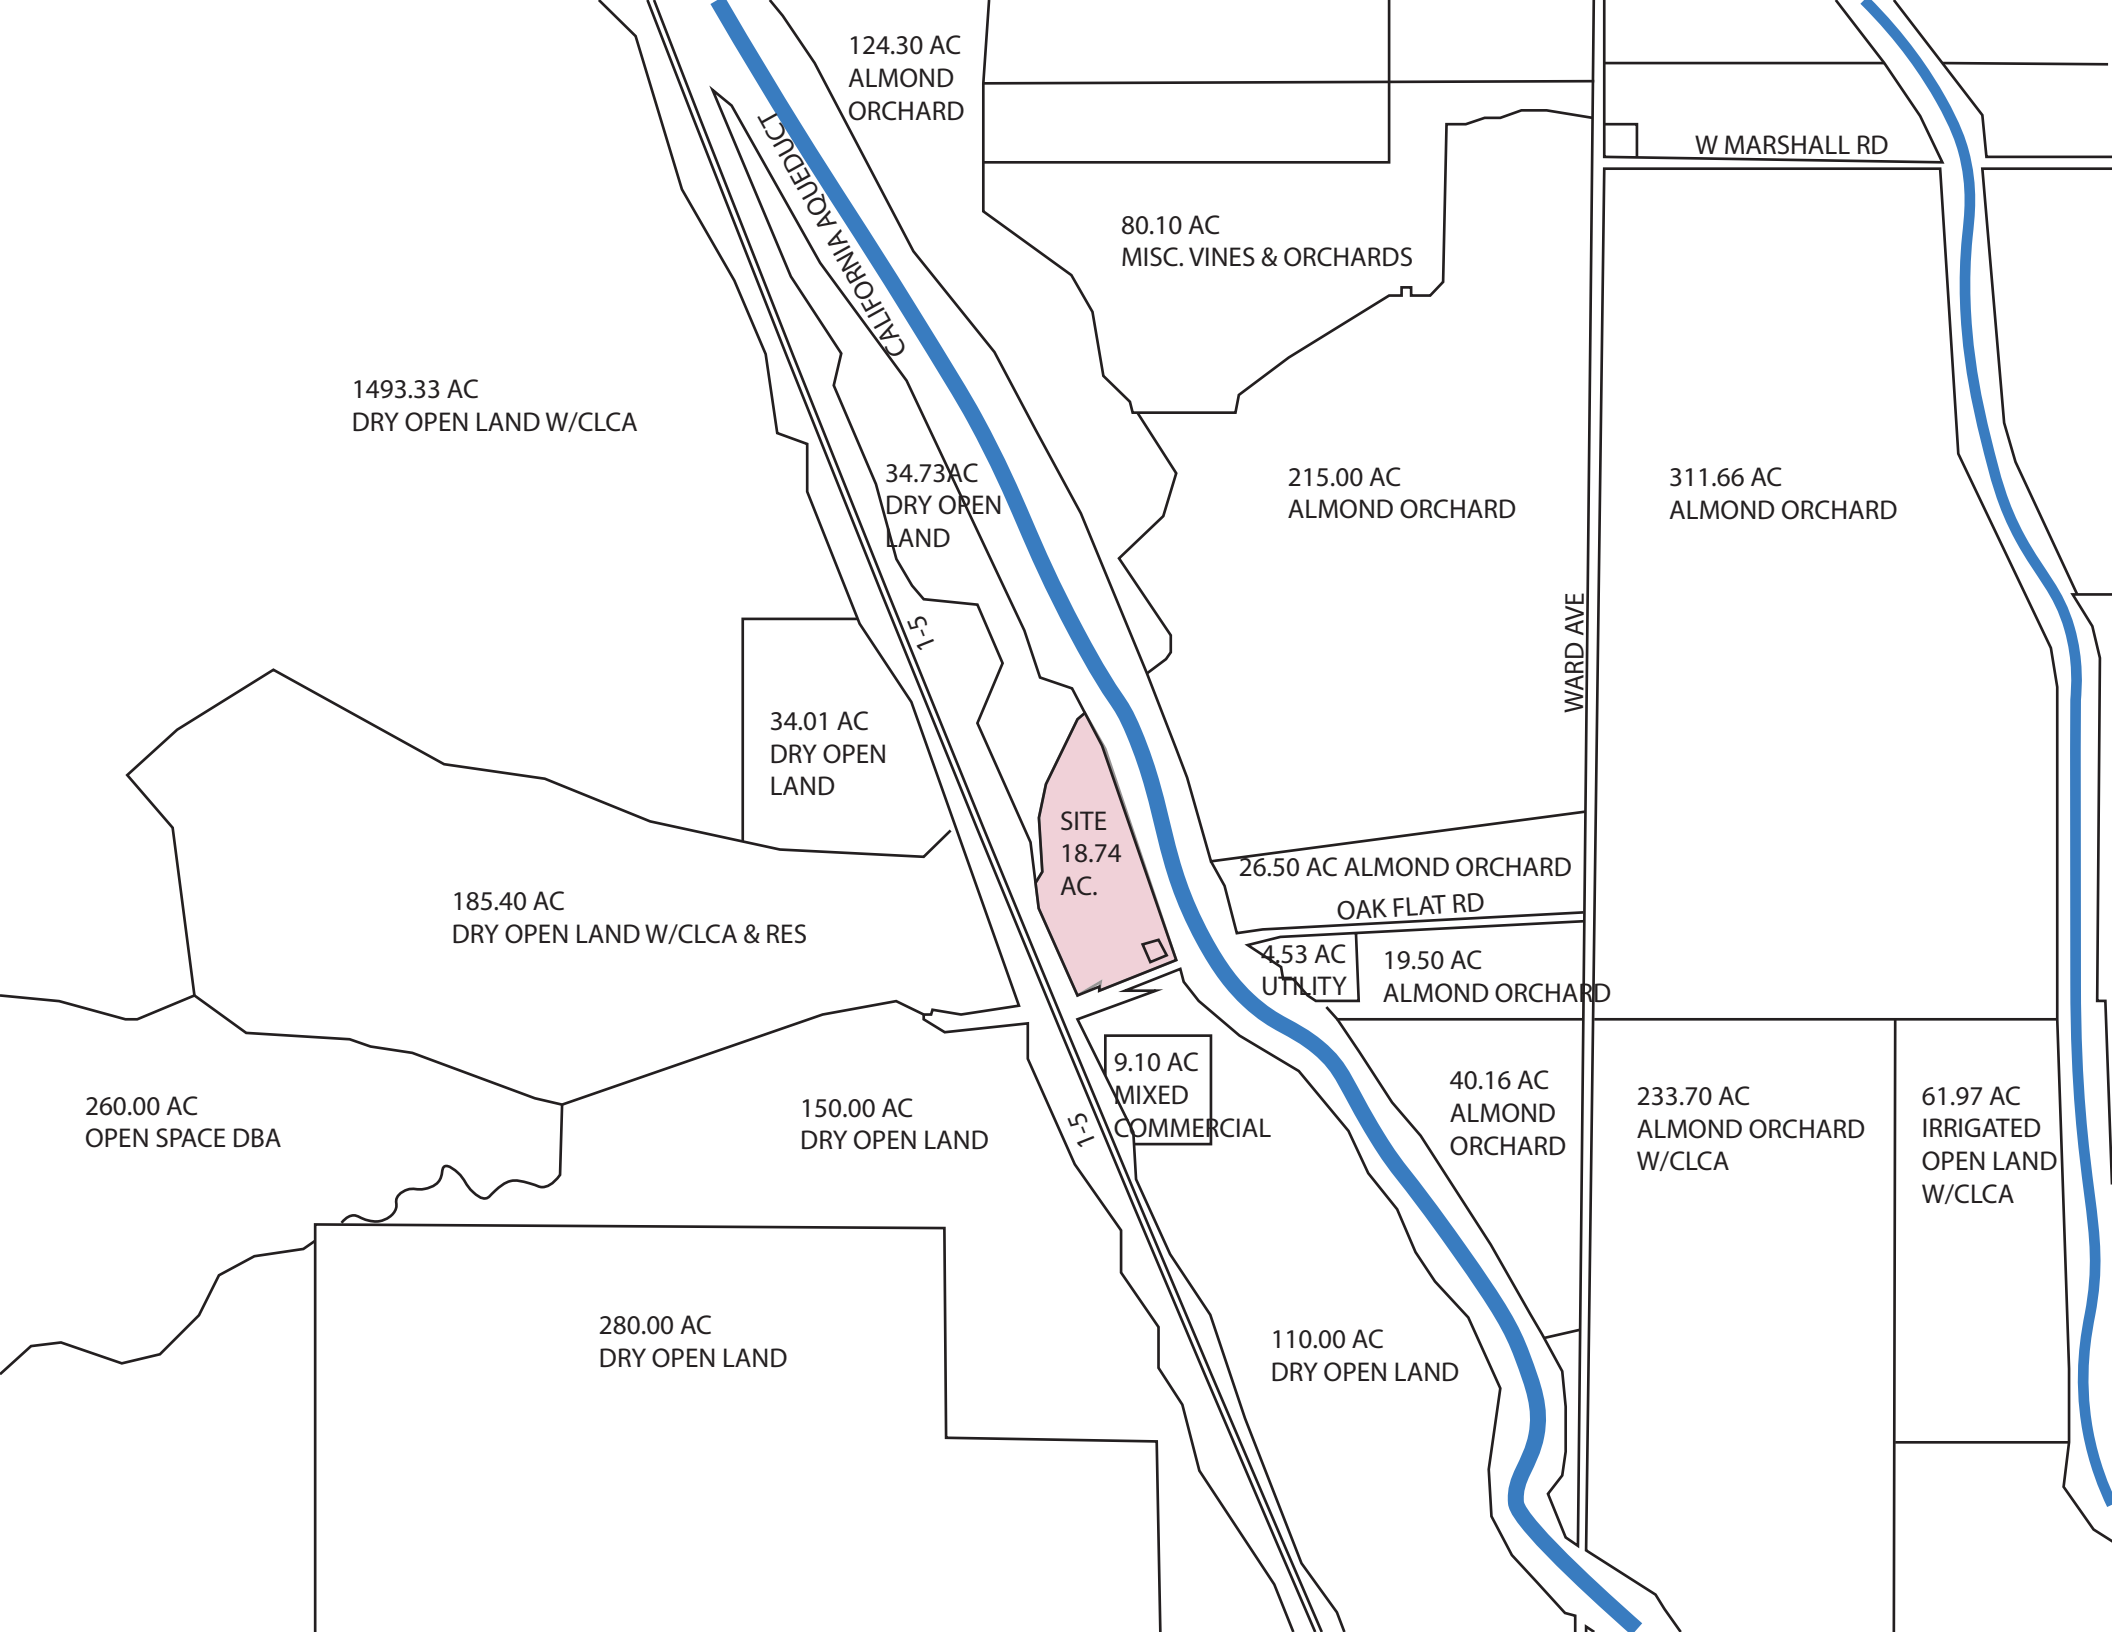 124.30 AC
ALMOND
ORCHARD
W MARSHALL RD
CALIFORNIA AQUEDUCT
80.10 AC
MISC. VINES & ORCHARDS
1493.33 AC
DRY OPEN LAND W/CLCA
34.73AC
DRY OPEN
LAND
215.00 AC
ALMOND ORCHARD
311.66 AC
ALMOND ORCHARD
1-5
WARD AVE
34.01 AC
DRY OPEN
LAND
SITE
18.74
AC.
26.50 AC ALMOND ORCHARD
OAK FLAT RD
185.40 AC
DRY OPEN LAND W/CLCA & RES
4.53 AC
UTILITY
19.50 AC
ALMOND ORCHARD
9.10 AC
MIXED
COMMERCIAL
1-5
40.16 AC
ALMOND
ORCHARD
233.70 AC
ALMOND ORCHARD
W/CLCA
61.97 AC
IRRIGATED
OPEN LAND
W/CLCA
260.00 AC
OPEN SPACE DBA
150.00 AC
DRY OPEN LAND
280.00 AC
DRY OPEN LAND
110.00 AC
DRY OPEN LAND